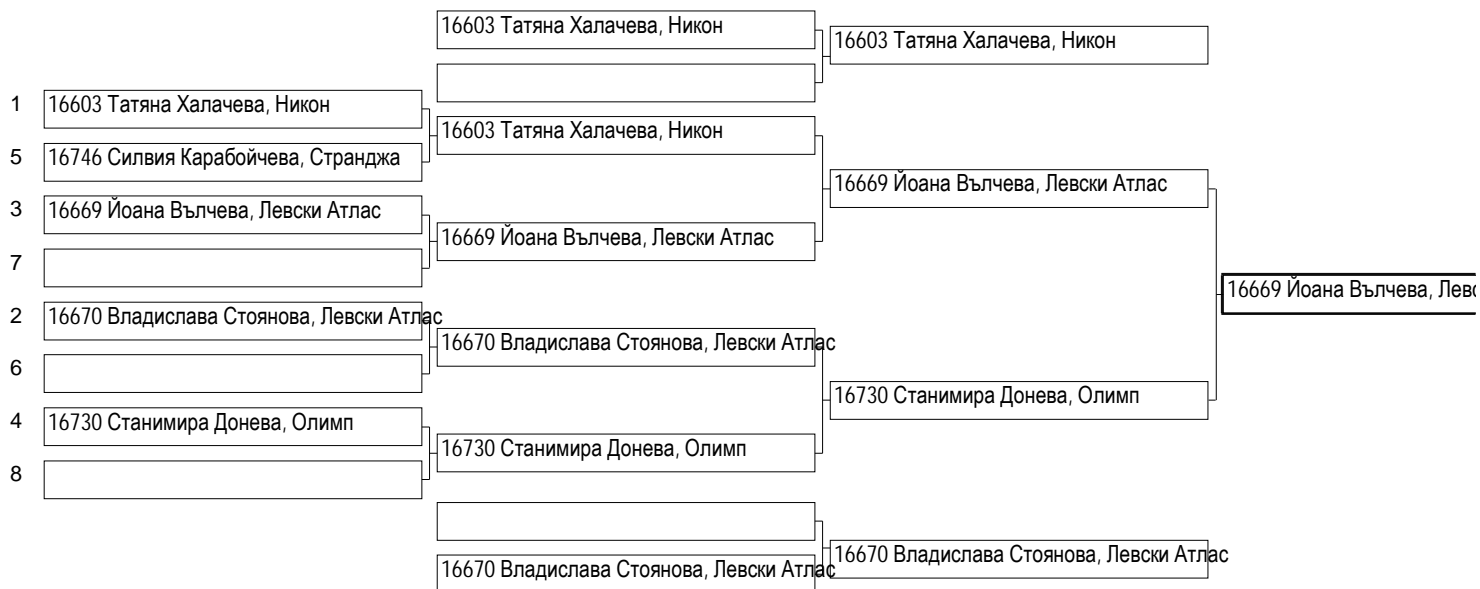 16603 Татяна Халачева, Никон
16603 Татяна Халачева, Никон
1 16603 Татяна Халачева, Никон
16603 Татяна Халачева, Никон
5 16746 Силвия Карабойчева, Странджа
16669 Йоана Вълчева, Левски Атлас
3 16669 Йоана Вълчева, Левски Атлас
16669 Йоана Вълчева, Левски Атлас
7
16669 Йоана Вълчева,
2 16670 Владислава Стоянова, Левски Атлас
16670 Владислава Стоянова, Левски Атлас
6
16730 Станимира Донева, Олимп
4 16730 Станимира Донева, Олимп
16730 Станимира Донева, Олимп
8
16670 Владислава Стоянова, Левски Атлас
16670 Владислава Стоянова, Левски Атлас